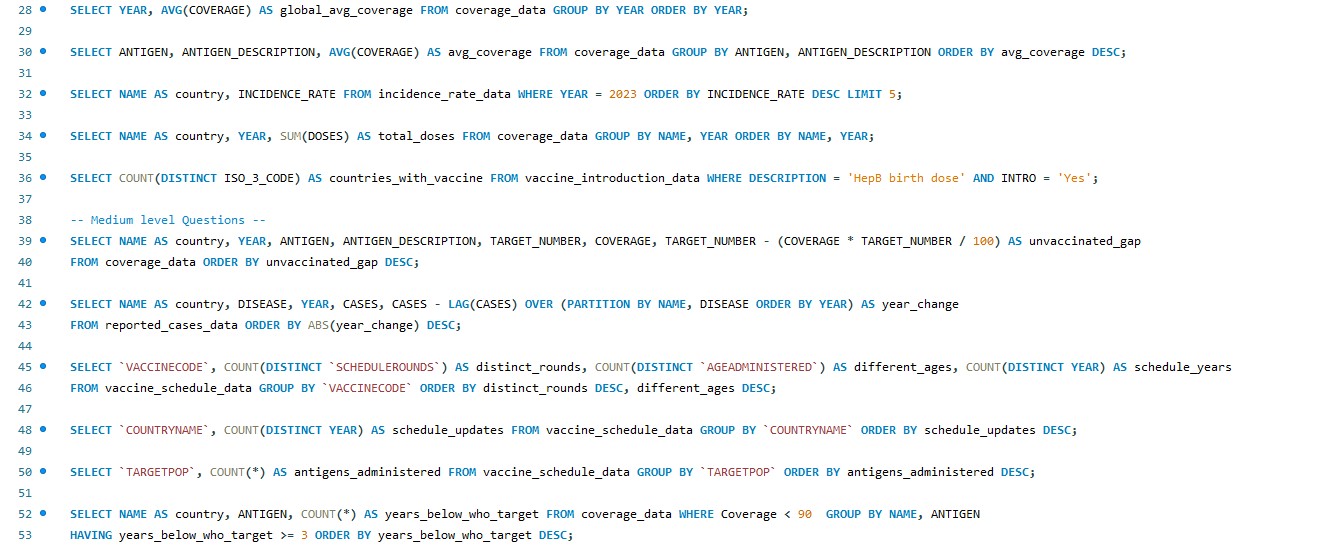 28 SELECT YEAR, AVG(COVERAGE) AS global_avg_coverage FROM coverage_data GROUP BY YEAR ORDER BY YEAR;
29
30 SELECT ANTIGEN, ANTIGEN_DESCRIPTION, AVG(COVERAGE) AS avg_coverage FROM coverage_data GROUP BY ANTIGEN, ANTIGEN_DESCRIPTION ORDER BY avg_coverage DESC;
31
32 SELECT NAME AS country, INCIDENCE_RATE FROM incidence_rate_data WHERE YEAR = 2023 ORDER BY INCIDENCE_RATE DESC LIMIT 5;
33
34 SELECT NAME AS country, YEAR, SUM(DOSES) AS total_doses FROM coverage_data GROUP BY NAME, YEAR ORDER BY NAME, YEAR;
35
36 SELECT COUNT(DISTINCT ISO_3_CODE) AS countries_with_vaccine FROM vaccine_introduction_data WHERE DESCRIPTION = 'HepB birth dose' AND INTRO = 'Yes';
37
38 -- Medium level Questions --
39 SELECT NAME AS country, YEAR, ANTIGEN, ANTIGEN_DESCRIPTION, TARGET_NUMBER, COVERAGE, TARGET_NUMBER - (COVERAGE * TARGET_NUMBER / 100) AS unvaccinated_gap
40 FROM coverage_data ORDER BY unvaccinated_gap DESC;
41
42 SELECT NAME AS country, DISEASE, YEAR, CASES, CASES - LAG(CASES) OVER (PARTITION BY NAME, DISEASE ORDER BY YEAR) AS year_change
43 FROM reported_cases_data ORDER BY ABS(year_change) DESC;
44
45 SELECT `VACCINECODE`, COUNT(DISTINCT `SCHEDULEROUNDS`) AS distinct_rounds, COUNT(DISTINCT `AGEADMINISTERED`) AS different_ages, COUNT(DISTINCT YEAR) AS schedule_years
46 FROM vaccine_schedule_data GROUP BY `VACCINECODE` ORDER BY distinct_rounds DESC, different_ages DESC;
47
48 SELECT `COUNTRYNAME`, COUNT(DISTINCT YEAR) AS schedule_updates FROM vaccine_schedule_data GROUP BY `COUNTRYNAME` ORDER BY schedule_updates DESC;
49
50 SELECT `TARGETPOP`, COUNT(*) AS antigens_administered FROM vaccine_schedule_data GROUP BY `TARGETPOP` ORDER BY antigens_administered DESC;
51
52 SELECT NAME AS country, ANTIGEN, COUNT(*) AS years_below_who_target FROM coverage_data WHERE Coverage < 90  GROUP BY NAME, ANTIGEN
53 HAVING years_below_who_target >= 3 ORDER BY years_below_who_target DESC;